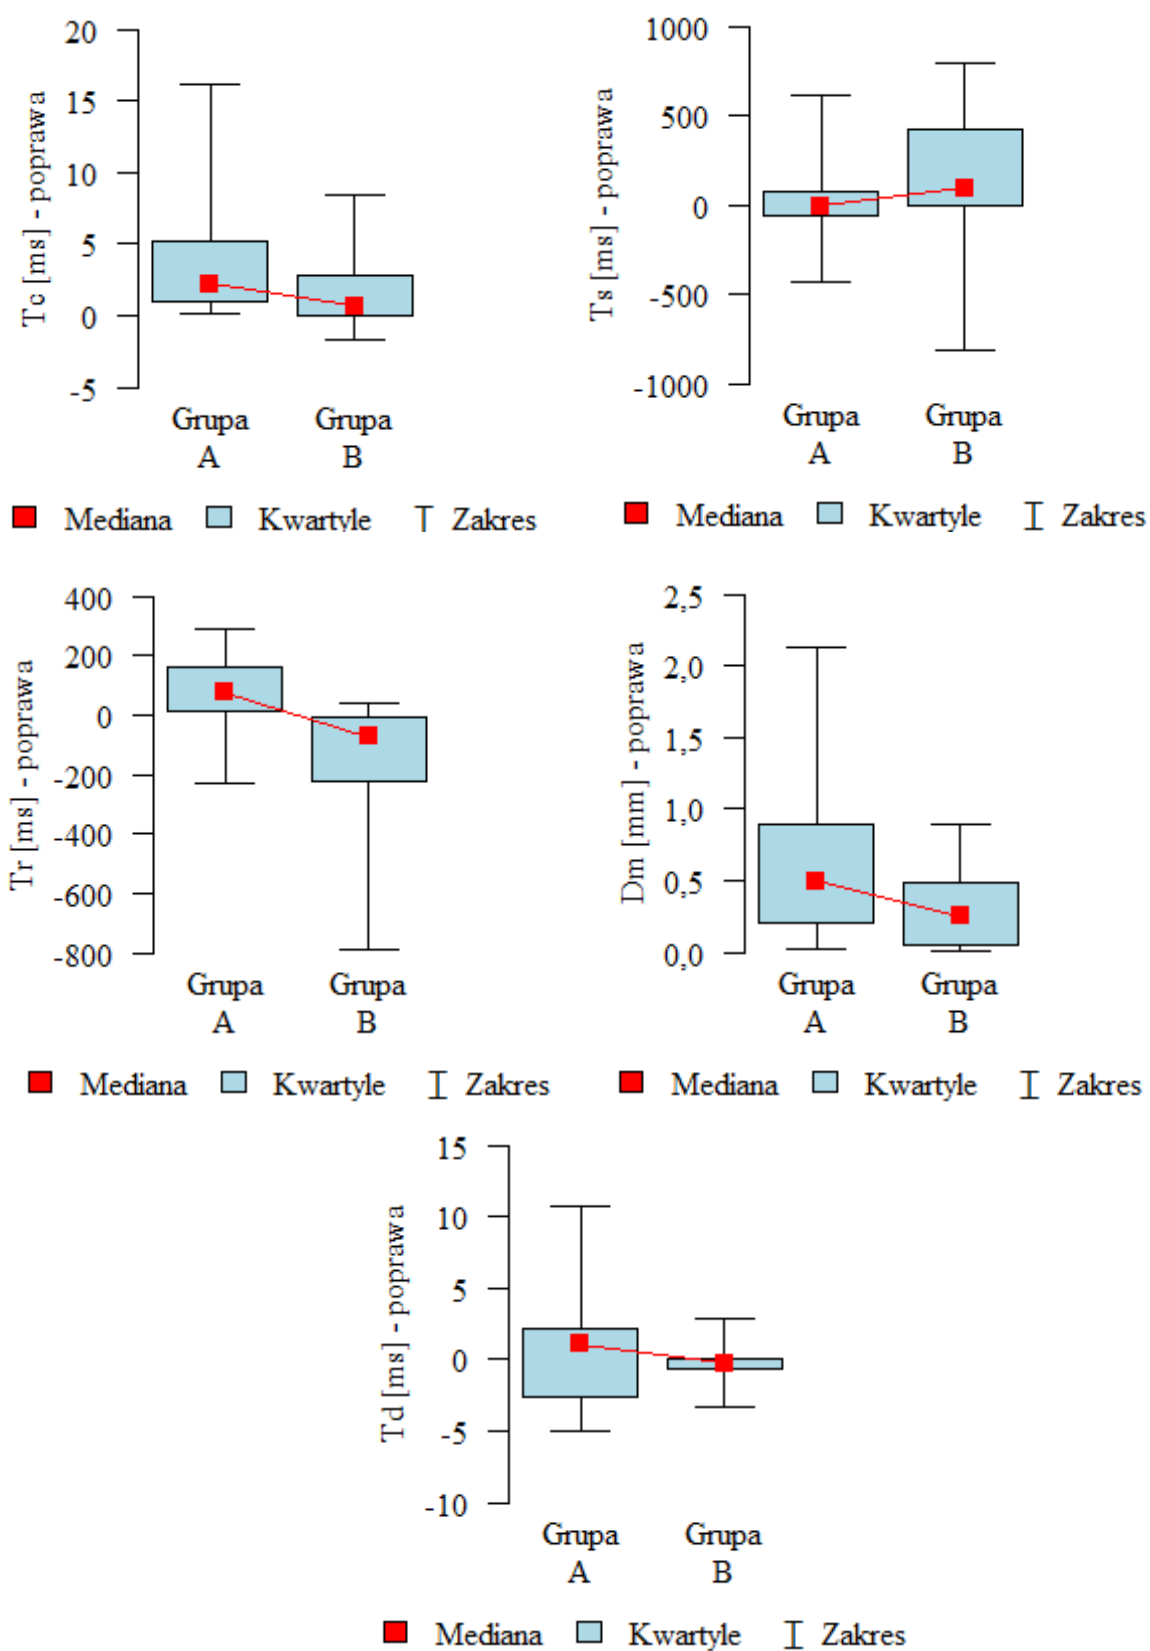 Tc [ms] - poprawa
20
15
10
5
0
-5
Grupa A
Grupa B
Mediana Kwartyle Zakres
Ts [ms] - poprawa
1000
500
0
-500
-1000
Grupa A
Grupa B
Mediana Kwartyle Zakres
Tr [ms] - poprawa
400
200
0
-200
-400
-600
-800
Grupa A
Grupa B
Mediana Kwartyle Zakres
Dm [mm] - poprawa
2,5
2,0
1,5
1,0
0,5
0,0
Grupa A
Grupa B
Mediana Kwartyle Zakres
Td [ms] - poprawa
15
10
5
0
-5
-10
Grupa A
Grupa B
Mediana Kwartyle Zakres